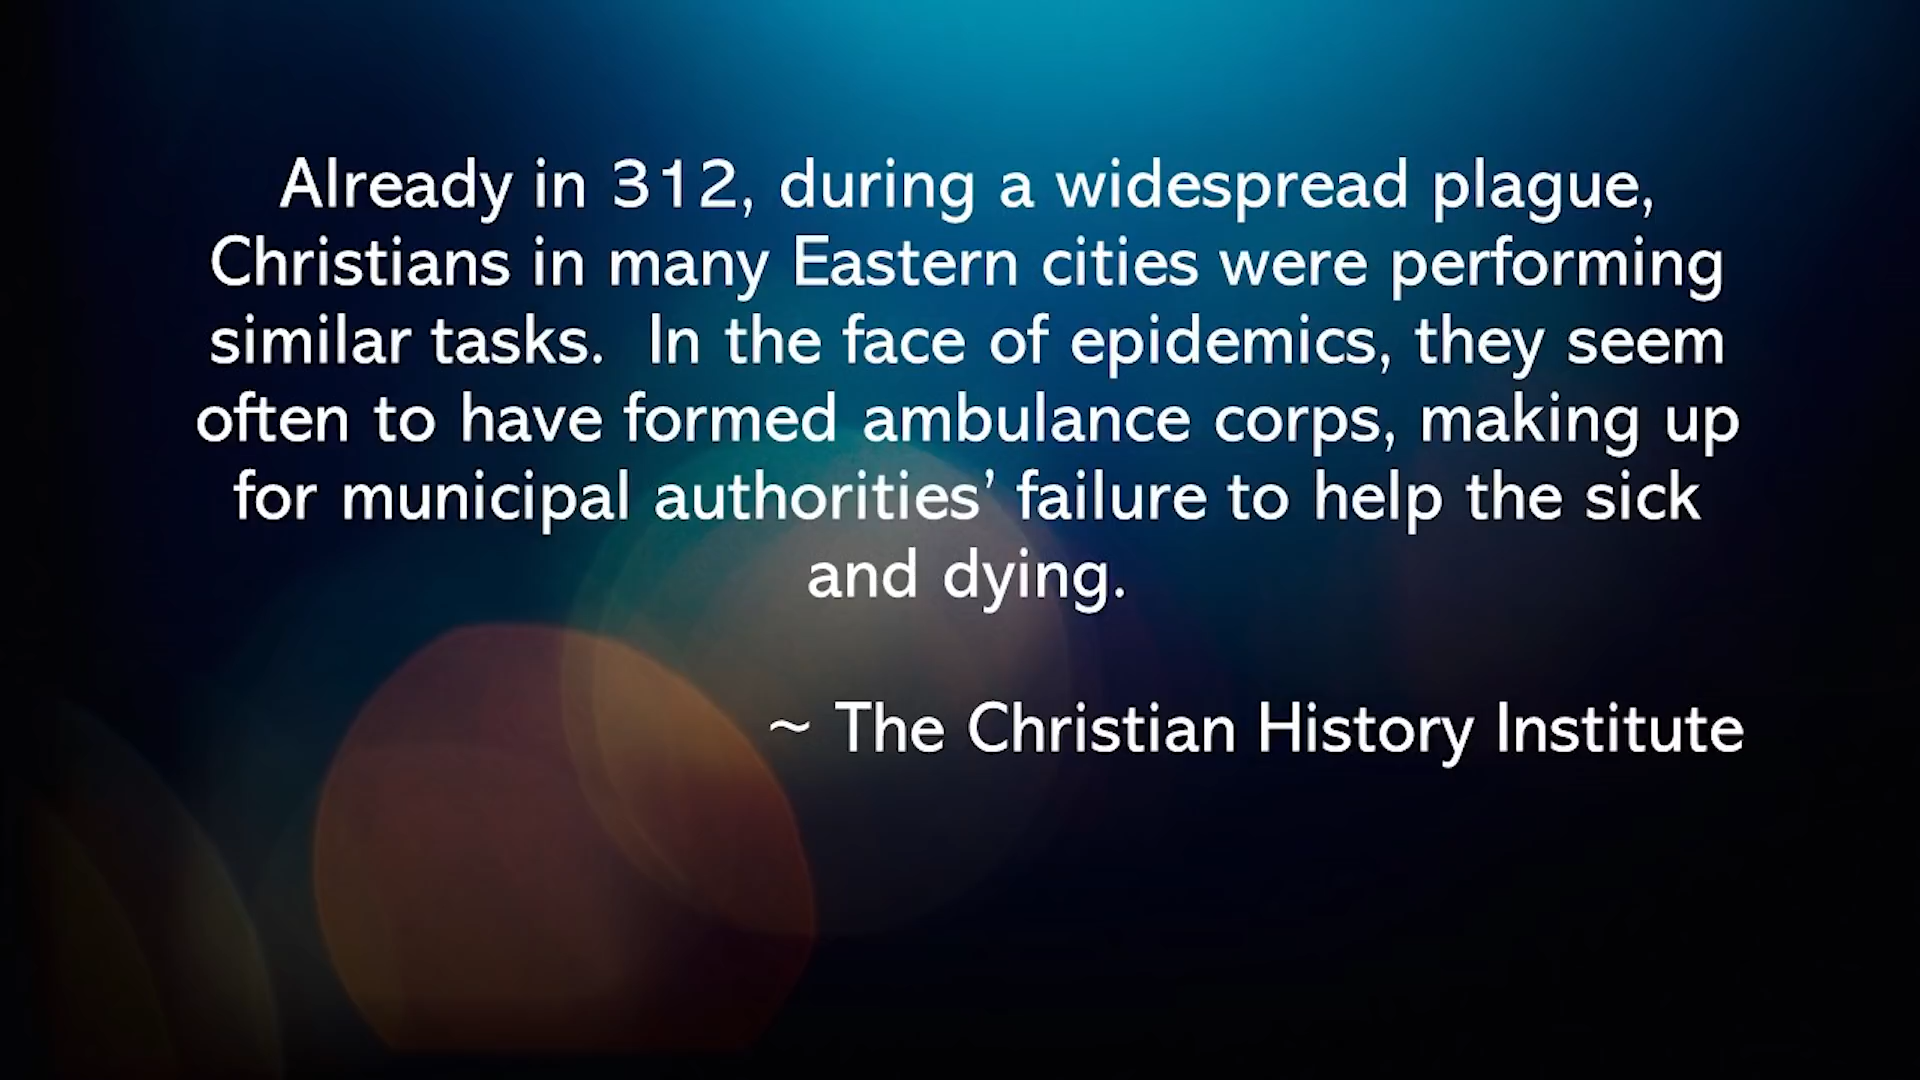 Already in 312, during a widespread plague,
Christians in many Eastern cities were performing
similar tasks.  In the face of epidemics, they seem
often to have formed ambulance corps, making up
for municipal authorities’ failure to help the sick
and dying.
~ The Christian History Institute